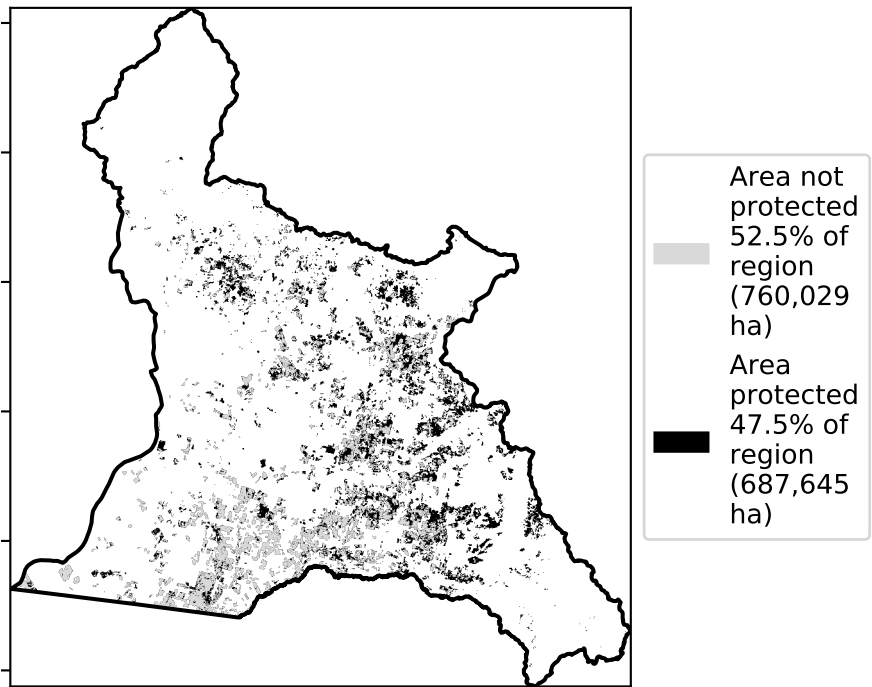 Area not
protected
52.5% of
region
(760,029
ha)
Area
protected
47.5% of
region
(687,645
ha)